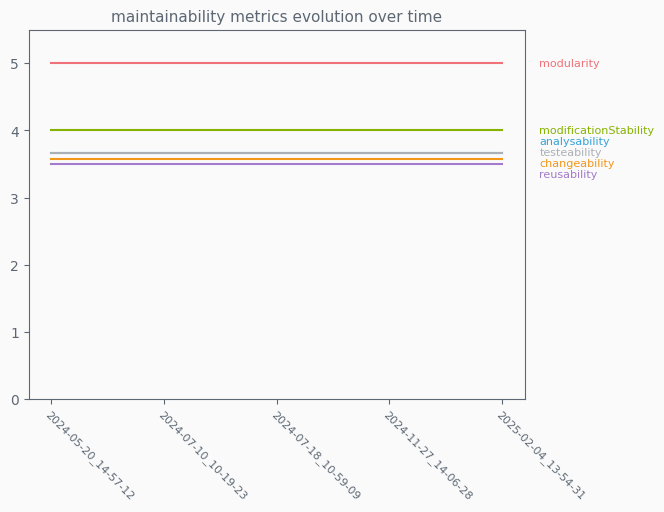 maintainability metrics evolution over time
5
4
3
2
1
0
modularity
modificationStability
analysability
testeability
changeability
reusability
2024-05-20_14-57-12
2024-07-10_10-19-23
2024-07-18_10-59-09
2024-11-27_14-06-28
2025-02-04_13-54-31